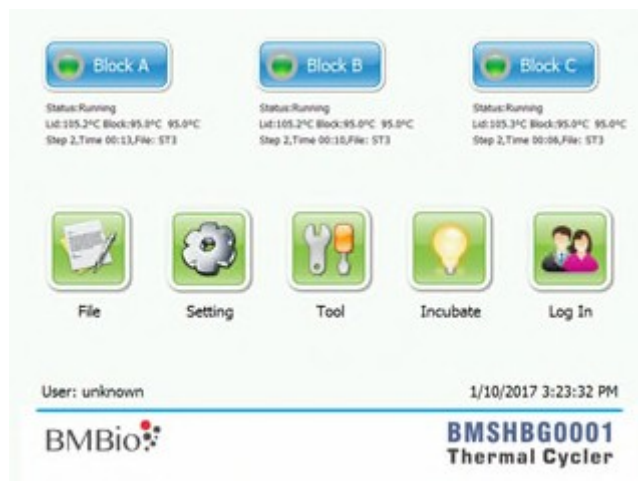 Block A
Block B
Block C
Status:Running
Lid:105.2°C Block:95.0°C 95.0°C
Step 2,Time 00:13,File: ST3
Status:Running
Lid:105.2°C Block:95.0°C 95.0°C
Step 2,Time 00:10,File: ST3
Status:Running
Lid:105.3°C Block:95.0°C 95.0°C
Step 2,Time 00:06,File: ST3
File
Setting
Tool
Incubate
Log In
User: unknown
1/10/2017 3:23:32 PM
BMBio
BMSHBG0001
Thermal Cycler